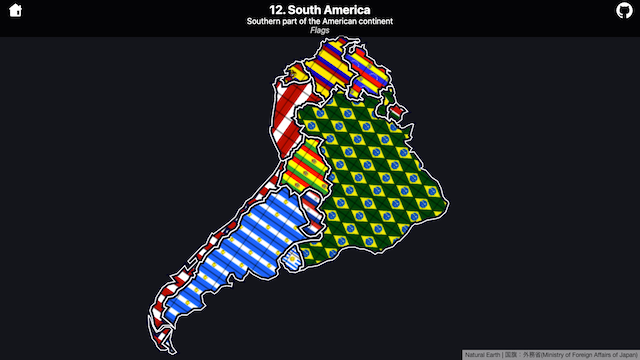 12. South America
Southern part of the American continent
Flags
Natural Earth | 国旗：外務省(Ministry of Foreign Affairs of Japan)